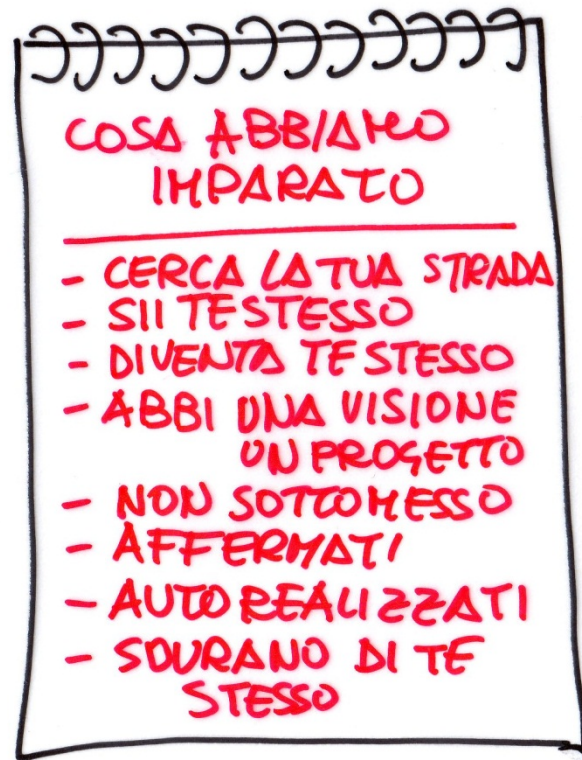 COSA ABBIAMO
IMPARATO
- CERCA LA TUA STRADA
- SII TE STESSO
- DIVENTA TE STESSO
- ABBI UNA VISIONE
UN PROGETTO
- NON SOTTOMESSO
- AFFERMATI
- AUTOREALIZZATI
- SOVRANO DI TE
STESSO